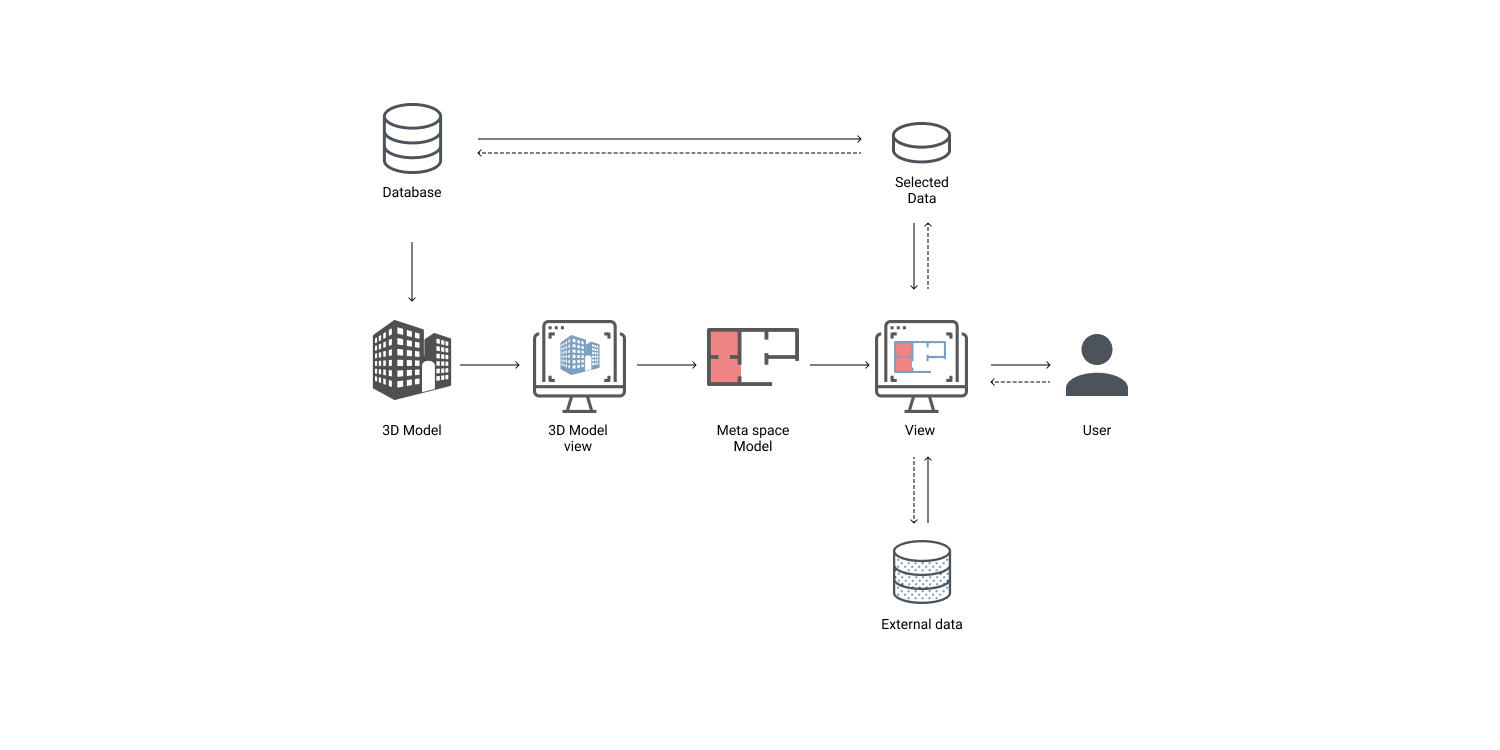 Database
Selected
Data
3D Model
3D Model
view
Meta space
Model
View
User
External data